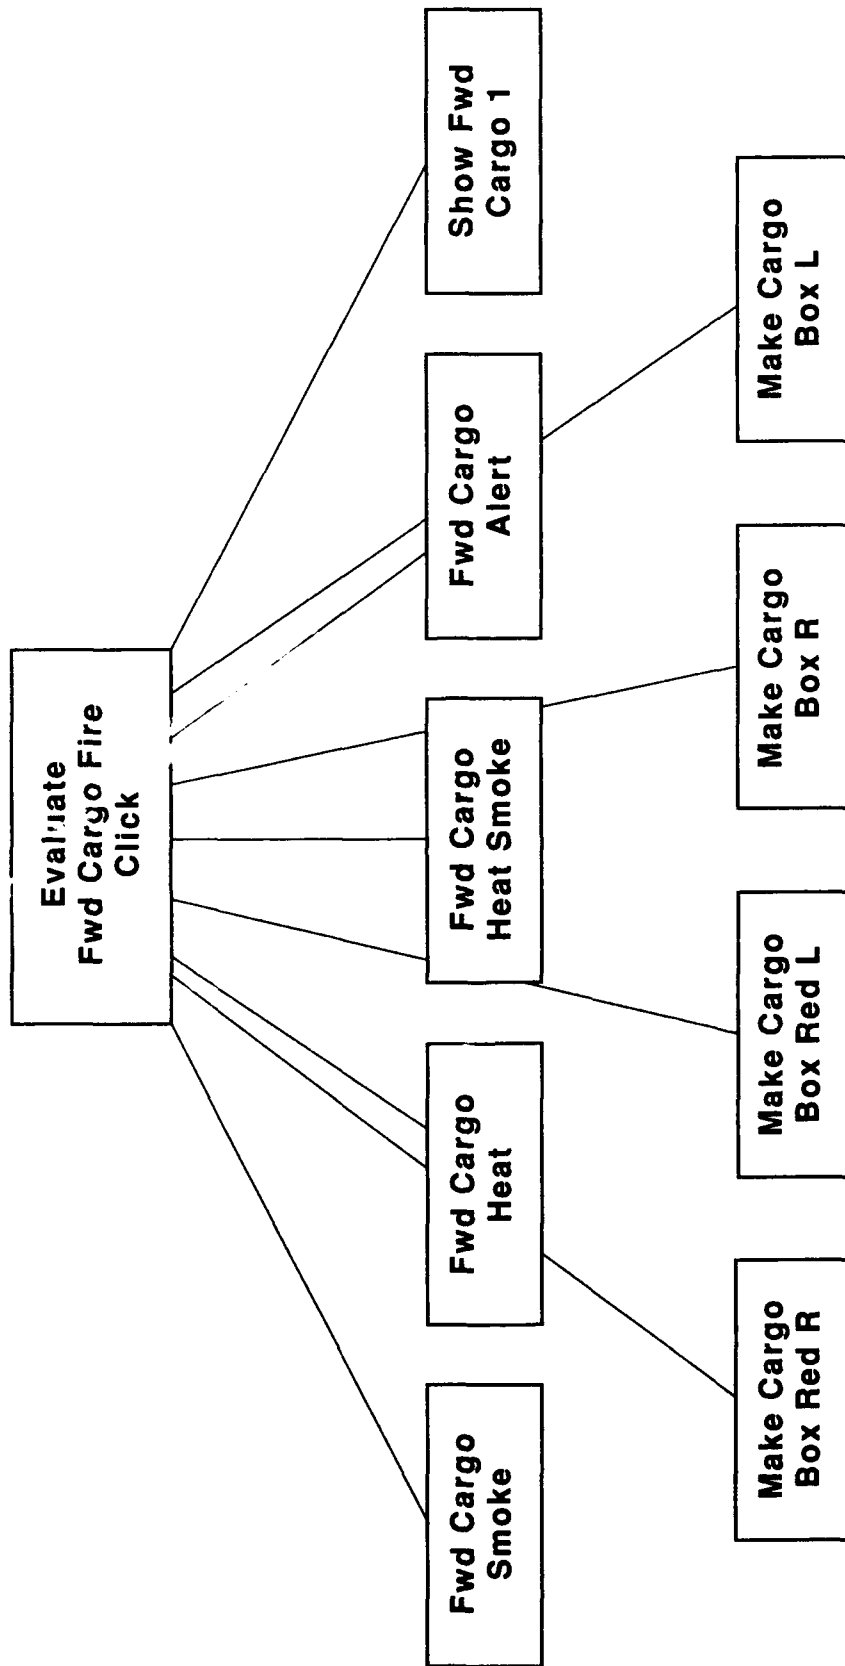 Evaluate
Fwd Cargo Fire
Click
Fwd Cargo
Smoke
Fwd Cargo
Heat
Fwd Cargo
Heat Smoke
Fwd Cargo
Alert
Show Fwd
Cargo 1
Make Cargo
Box Red R
Make Cargo
Box Red L
Make Cargo
Box R
Make Cargo
Box L